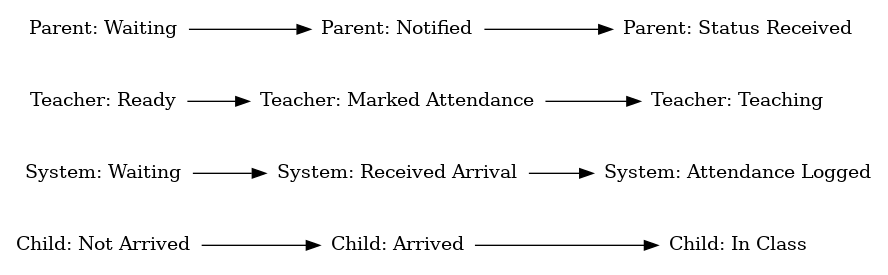 Parent: Waiting Parent: Notified Parent: Status Received
Teacher: Ready Teacher: Marked Attendance Teacher: Teaching
System: Waiting System: Received Arrival System: Attendance Logged
Child: Not Arrived Child: Arrived Child: In Class